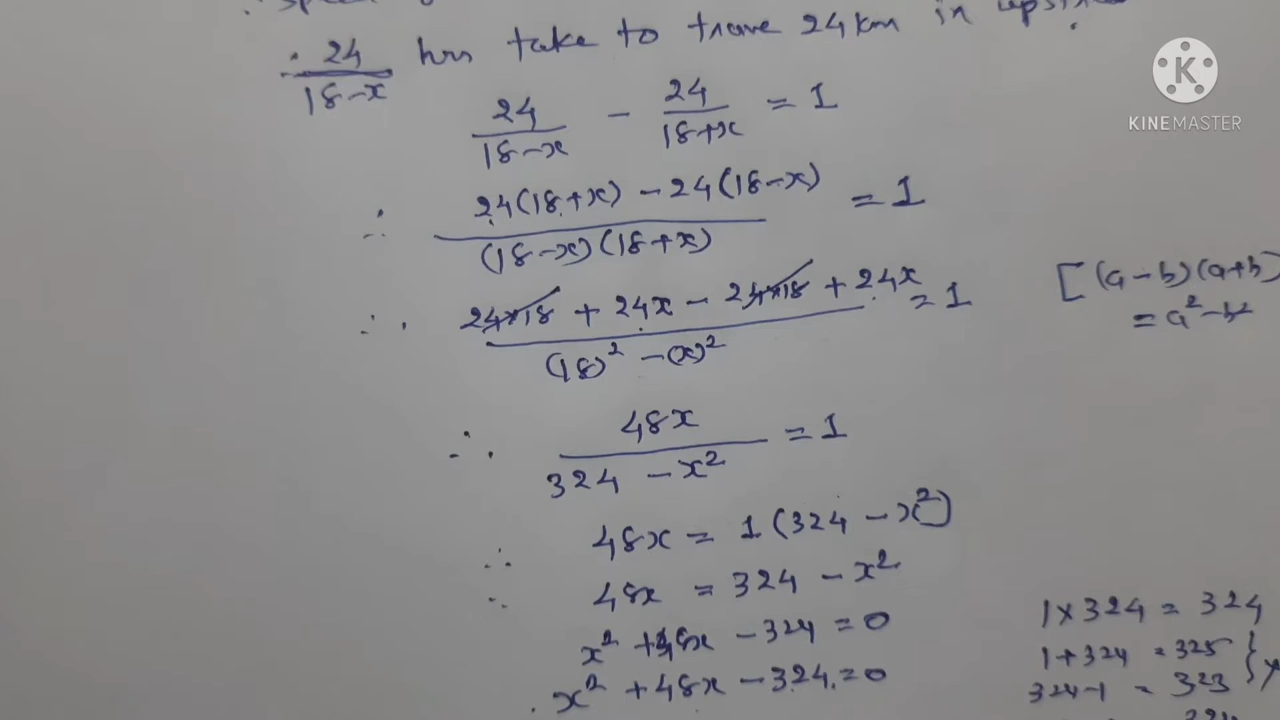 speed
∴ 24/(18-x) hrs take to trave 24km in
24/(18-x) - 24/(18+x) = 1
∴ (24(18+x) - 24(18-x))/((18-x)(18+x)) = 1
∴ (24×18 + 24x - 24×18 + 24x)/((18)² - (x)²) = 1
[(a-b)(a+b)
= a² - b²
∴ 48x/(324 - x²) = 1
∴ 48x = 1(324 - x²)
∴ 48x = 324 - x²
x² + 48x - 324 = 0
x² + 48x - 324 = 0
1×324 = 324
1+324 = 325
324-1 = 323
KINEMASTER